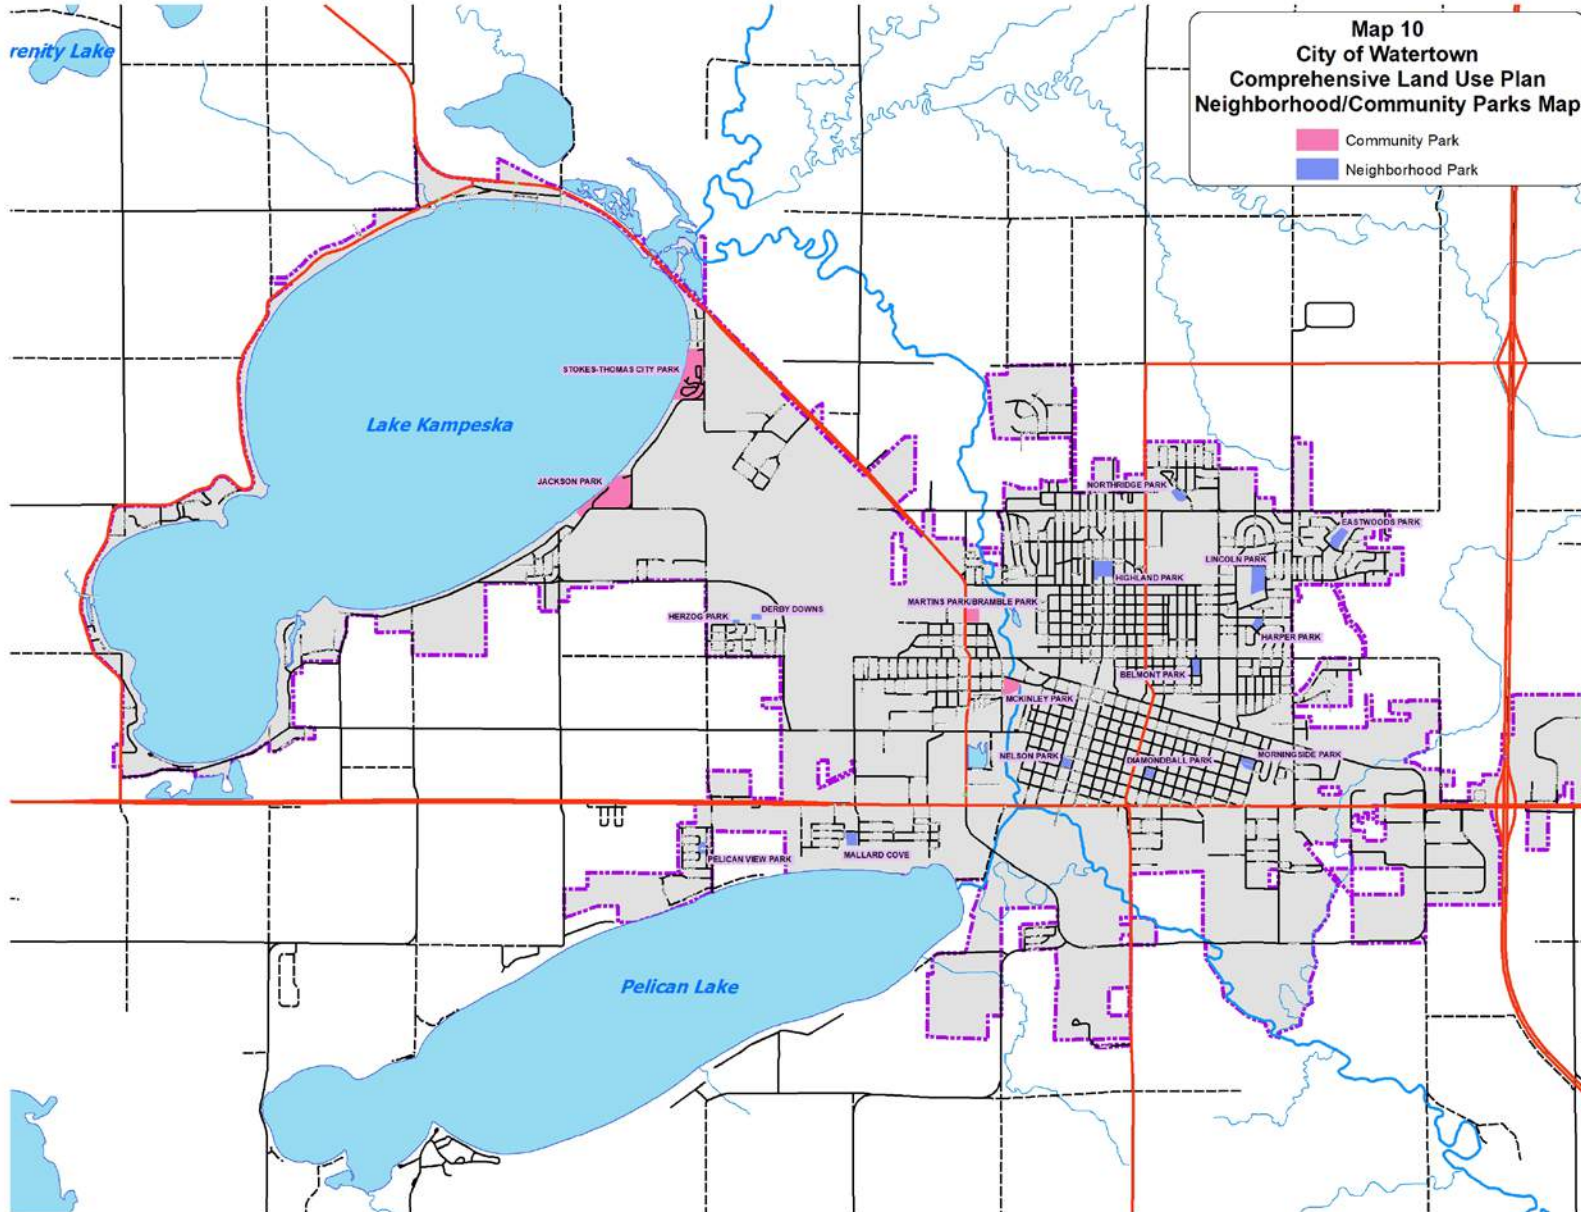 Map 10
City of Watertown
Comprehensive Land Use Plan
Neighborhood/Community Parks Map
Community Park
Neighborhood Park
renity Lake
STOKES-THOMAS CITY PARK
Lake Kampeska
JACKSON PARK
NORTHRIDGE PARK
EASTWOODS PARK
LINCOLN PARK
HIGHLAND PARK
MARTINS PARK/BRAMBLE PARK
HERZOG PARK
DERBY DOWNS
HARPER PARK
BELMONT PARK
MCKINLEY PARK
NELSON PARK
DIAMONDBALL PARK
MORNINGSIDE PARK
PELICAN VIEW PARK
MALLARD COVE
Pelican Lake